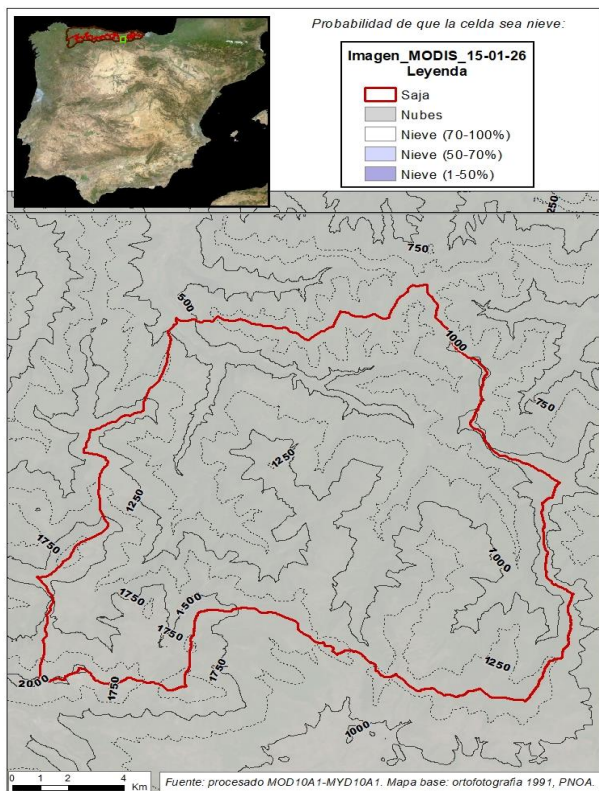 Probabilidad de que la celda sea nieve:
Imagen_MODIS_15-01-26
Leyenda
Saja
Nubes
Nieve (70-100%)
Nieve (50-70%)
Nieve (1-50%)
250
750
500
1000
750
1250
1250
1750
1000
1750
1500
1750
1750
1250
2000
1750
1000
0 1 2 4
Km
Fuente: procesado MOD10A1-MYD10A1. Mapa base: ortofotografia 1991, PNOA.